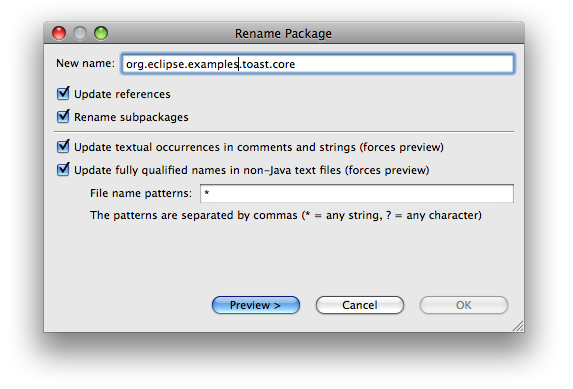 Rename Package
New name: org.eclipse.examples.toast.core
Update references
Rename subpackages
Update textual occurrences in comments and strings (forces preview)
Update fully qualified names in non-Java text files (forces preview)
File name patterns: *
The patterns are separated by commas (* = any string, ? = any character)
Preview > Cancel OK